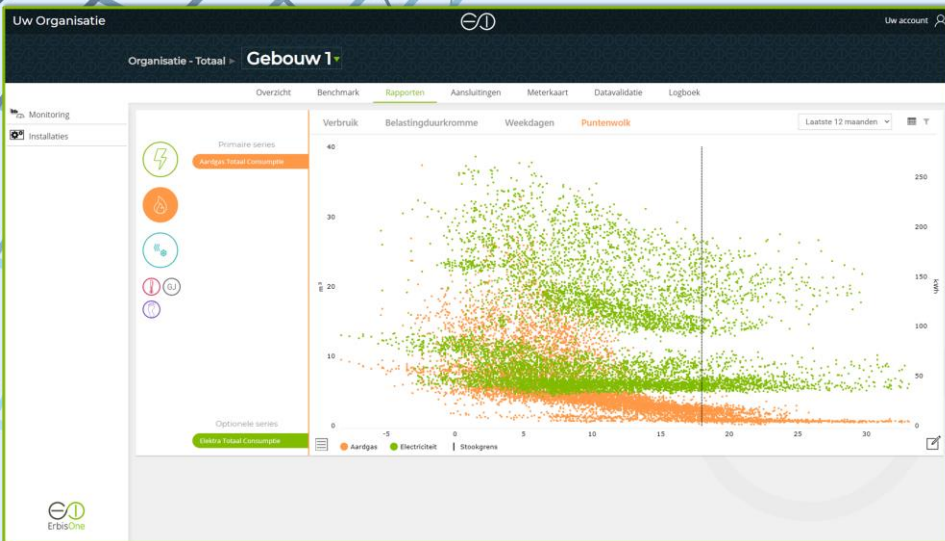 Uw Organisatie
Uw account
Organisatie - Totaal ▸ Gebouw 1
Overzicht Benchmark Rapporten Aansluitingen Meterkaart Datavalidatie Logboek
Monitoring
Installaties
Verbruik Belastingduurkromme Weekdagen Puntenwolk
Laatste 12 maanden
Primaire series
Aardgas Totaal Consumptie
GJ
Optionele series
Elektra Totaal Consumptie
40
30
20
10
0
m³
250
200
150
100
50
0
kWh
-5 0 5 10 15 20 25 30
Aardgas Electriciteit Stookgrens
ErbisOne